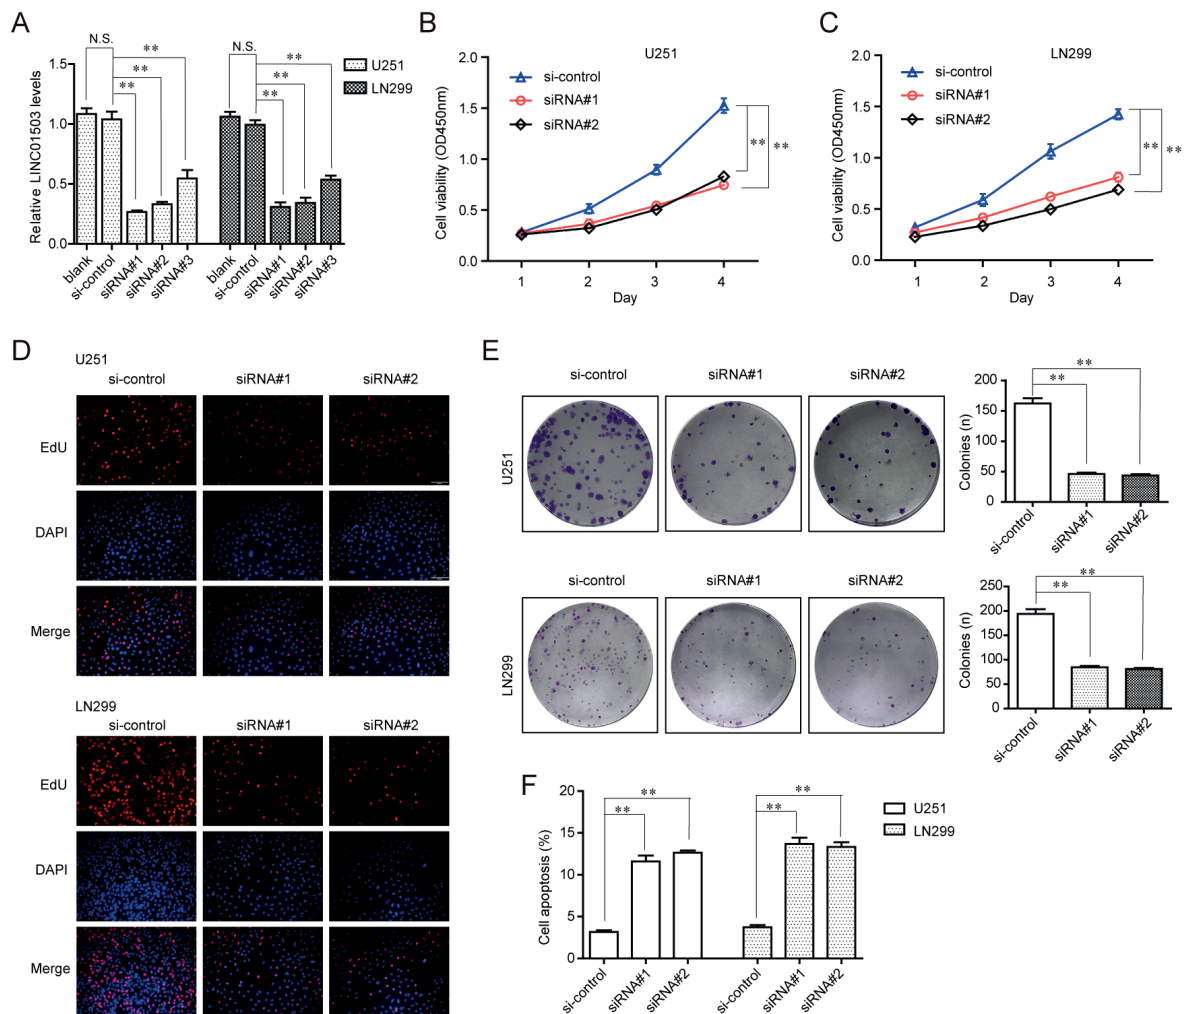 A
N.S.
**
**
**
N.S.
**
**
**
U251
LN299
Relative LINC01503 levels
1.5
1.0
0.5
0.0
blank
si-control
siRNA#1
siRNA#2
siRNA#3
blank
si-control
siRNA#1
siRNA#2
siRNA#3
B
U251
si-control
siRNA#1
siRNA#2
Cell viability (OD450nm)
2.0
1.5
1.0
0.5
0.0
1 2 3 4
Day
**
**
C
LN299
si-control
siRNA#1
siRNA#2
Cell viability (OD450nm)
2.0
1.5
1.0
0.5
0.0
1 2 3 4
Day
**
**
D
U251
si-control siRNA#1 siRNA#2
EdU
DAPI
Merge
LN299
si-control siRNA#1 siRNA#2
EdU
DAPI
Merge
E
si-control siRNA#1 siRNA#2
U251
Colonies (n)
200
150
100
50
0
**
**
si-control
siRNA#1
siRNA#2
si-control siRNA#1 siRNA#2
LN299
Colonies (n)
250
200
150
100
50
0
**
**
si-control
siRNA#1
siRNA#2
F
Cell apoptosis (%)
20
15
10
5
0
**
**
**
**
U251
LN299
si-control
siRNA#1
siRNA#2
si-control
siRNA#1
siRNA#2